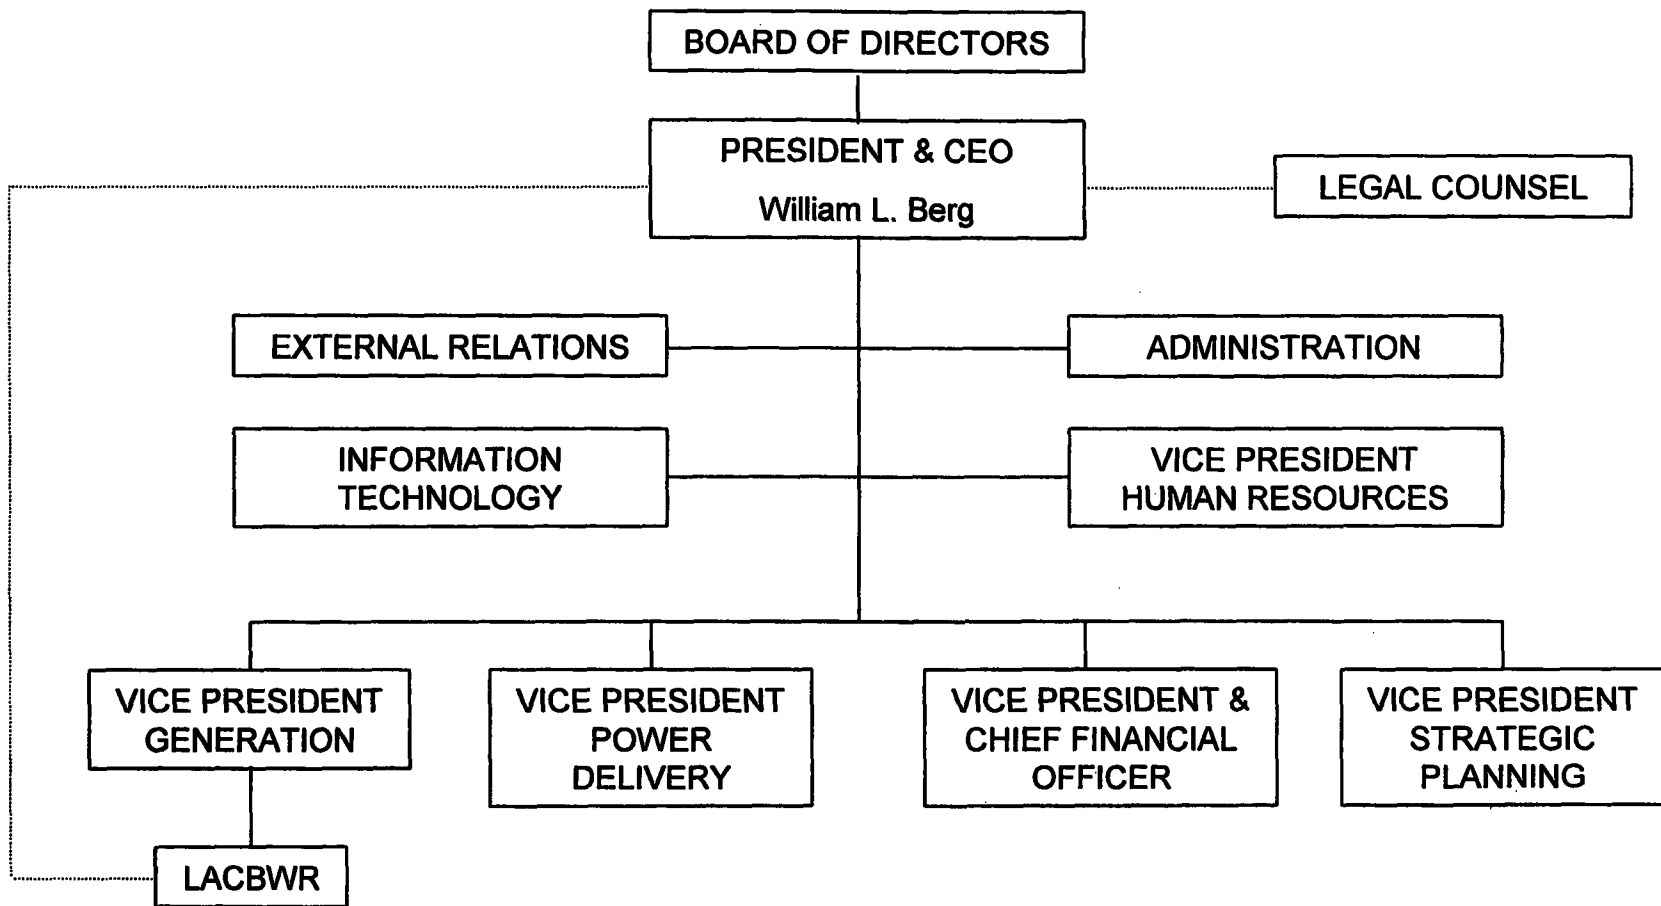 BOARD OF DIRECTORS
PRESIDENT & CEO
William L. Berg
LEGAL COUNSEL
EXTERNAL RELATIONS
ADMINISTRATION
INFORMATION
TECHNOLOGY
VICE PRESIDENT
HUMAN RESOURCES
VICE PRESIDENT
GENERATION
VICE PRESIDENT
POWER
DELIVERY
VICE PRESIDENT &
CHIEF FINANCIAL
OFFICER
VICE PRESIDENT
STRATEGIC
PLANNING
LACBWR